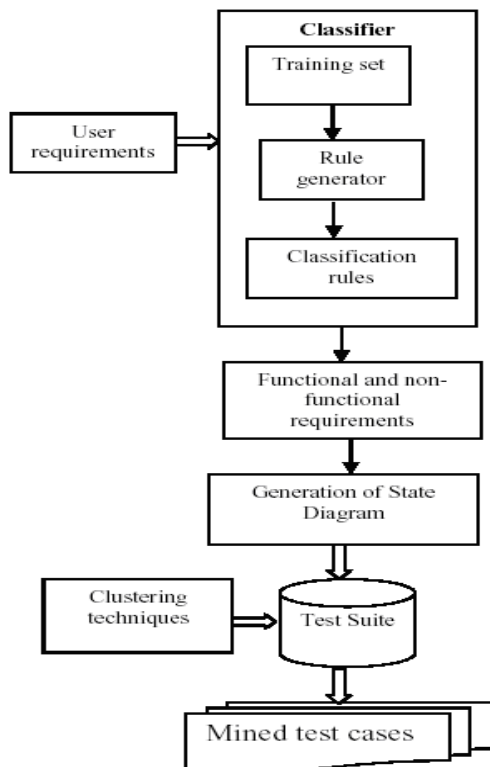 Classifier
Training set
User
requirements
Rule
generator
Classification
rules
Functional and non-
functional
requirements
Generation of State
Diagram
Clustering
techniques
Test Suite
Mined test cases